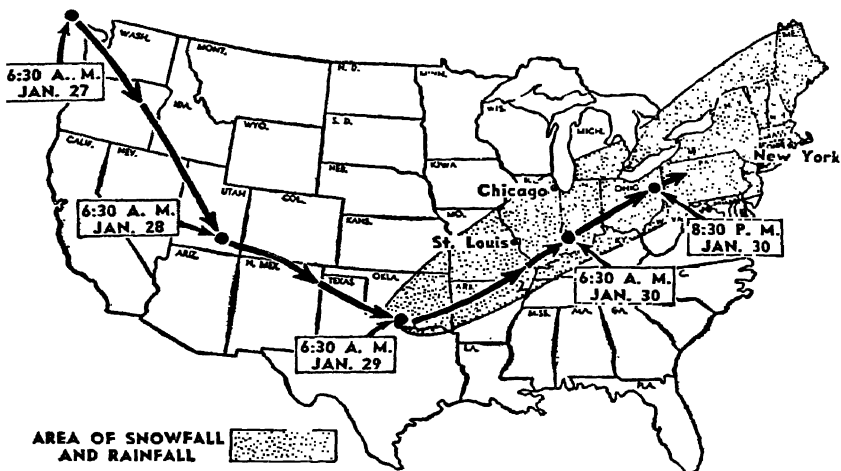 WASH.
MONT.
N. D.
MINN.
ME.
6:30 A. M.
JAN. 27
IDA.
WIS.
WYO.
S. D.
MICH.
CALIF.
NEV.
NEB.
IOWA
New York
UTAH
COL.
Chicago
OHIO
6:30 A. M.
JAN. 28
KANS.
MO.
St. Louis
KY.
8:30 P. M.
JAN. 30
ARIZ.
N. MEX.
TEXAS
OKLA.
ARK.
6:30 A. M.
JAN. 30
MISS.
ALA.
GA.
6:30 A. M.
JAN. 29
LA.
FLA.
AREA OF SNOWFALL
AND RAINFALL